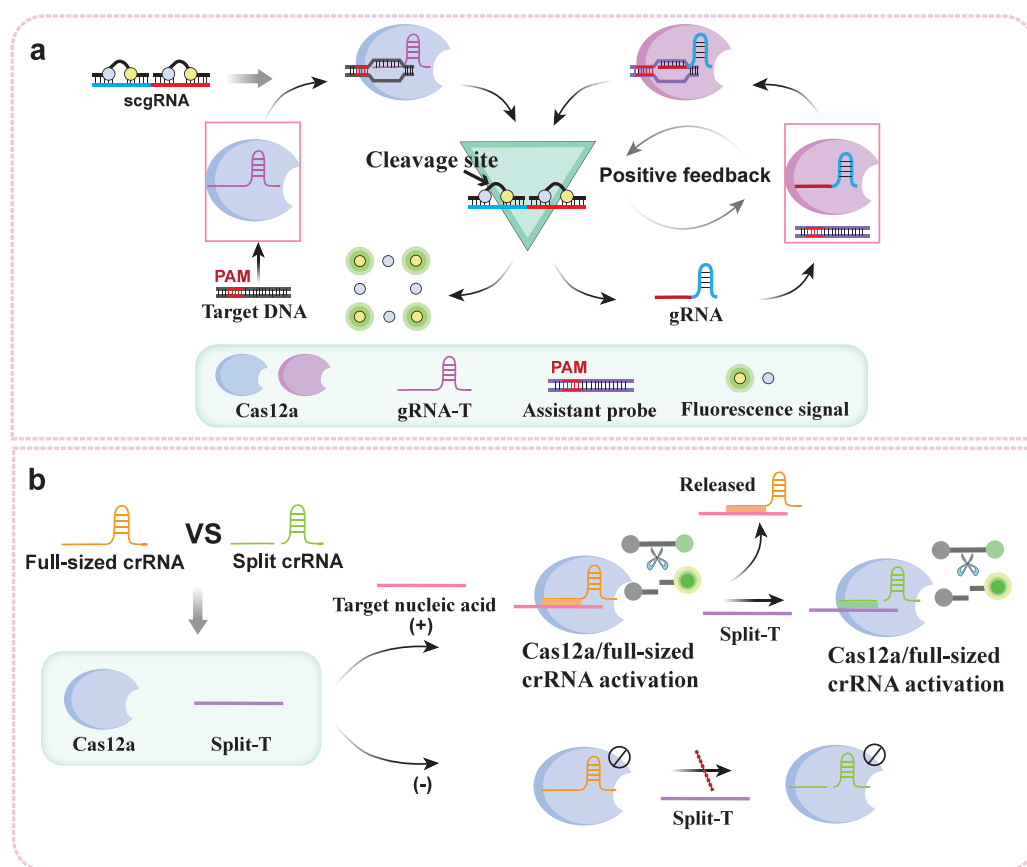 a
scgRNA
Cleavage site
Positive feedback
PAM
Target DNA
gRNA
PAM
Cas12a
gRNA-T
Assistant probe
Fluorescence signal
b
Released
VS
Full-sized crRNA
Split crRNA
Target nucleic acid
(+)
Split-T
Cas12a/full-sized
crRNA activation
Cas12a/full-sized
crRNA activation
Cas12a
Split-T
(-)
Split-T